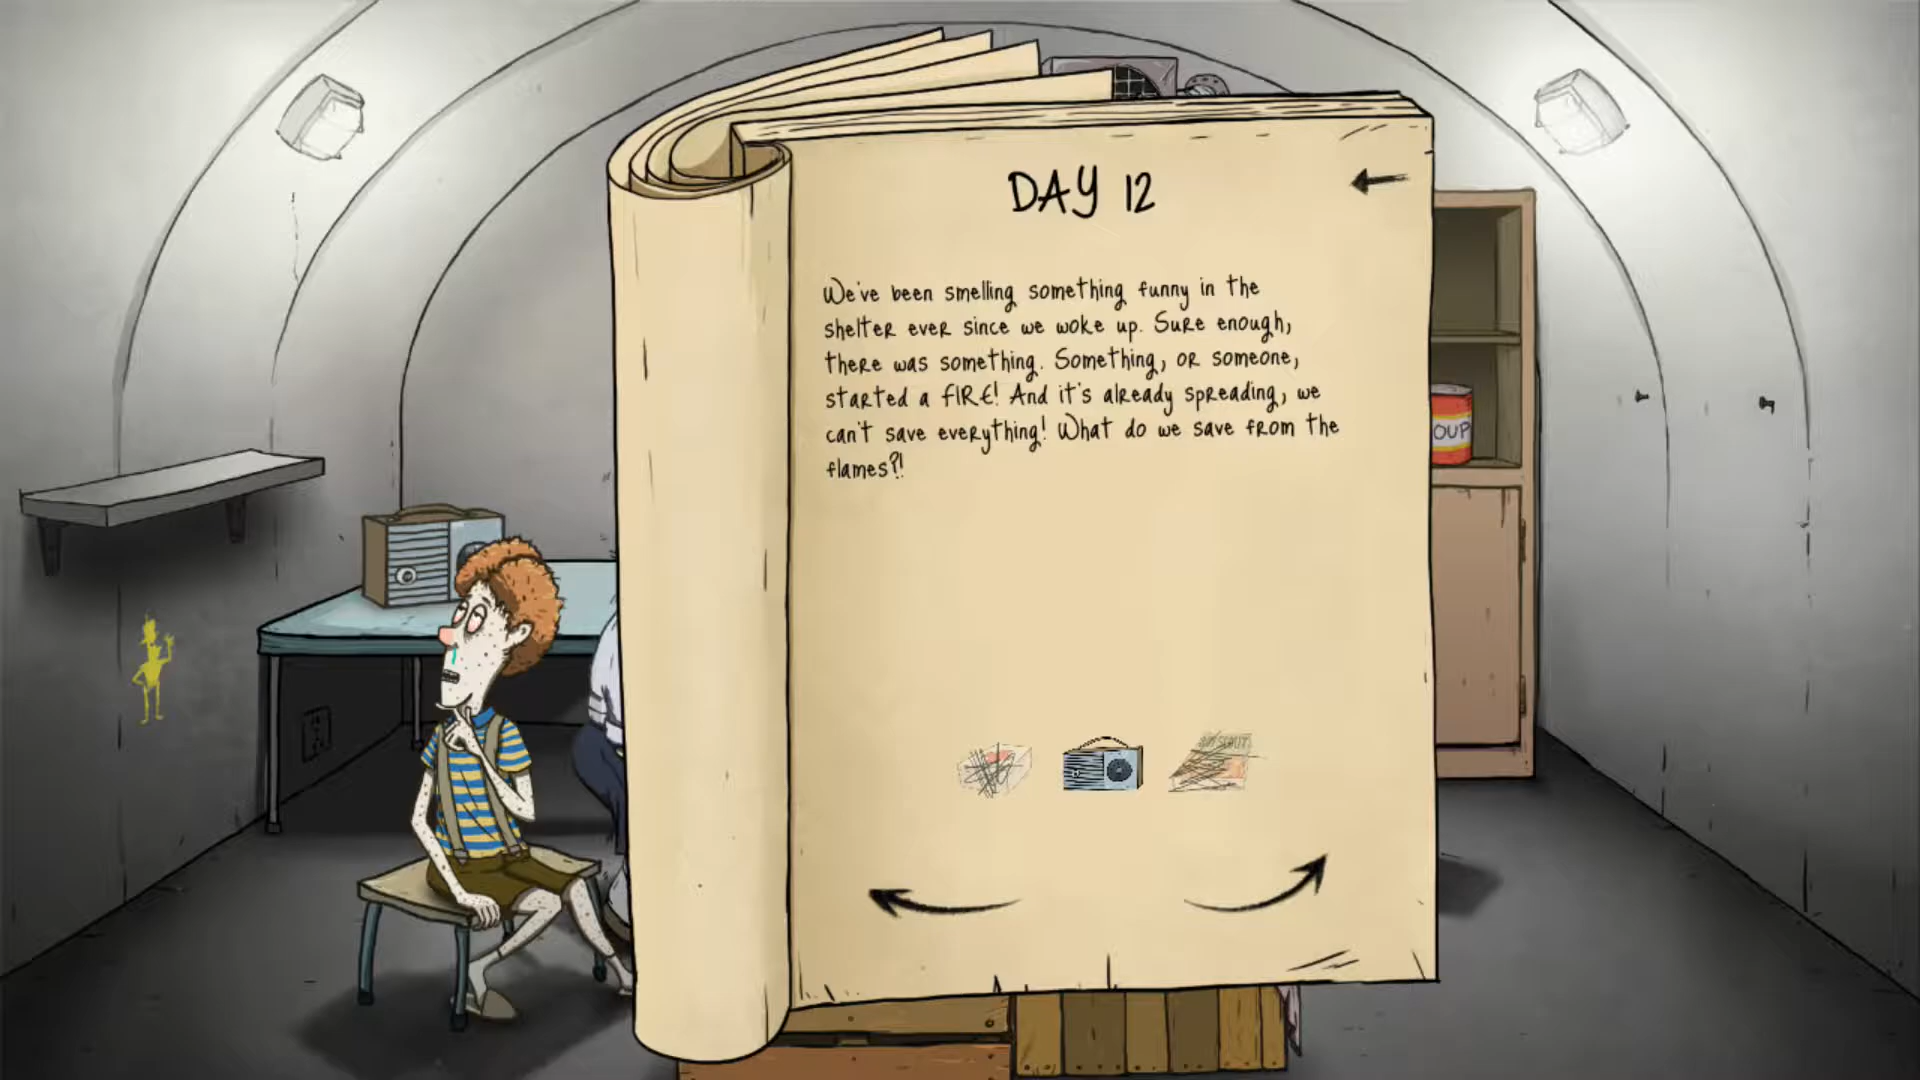 DAY 12
We've been smelling something funny in the
shelter ever since we woke up. Sure enough,
there was something. Something, or someone,
started a FIRE! And it's already spreading, we
can't save everything! What do we save from the
flames?!
OUP